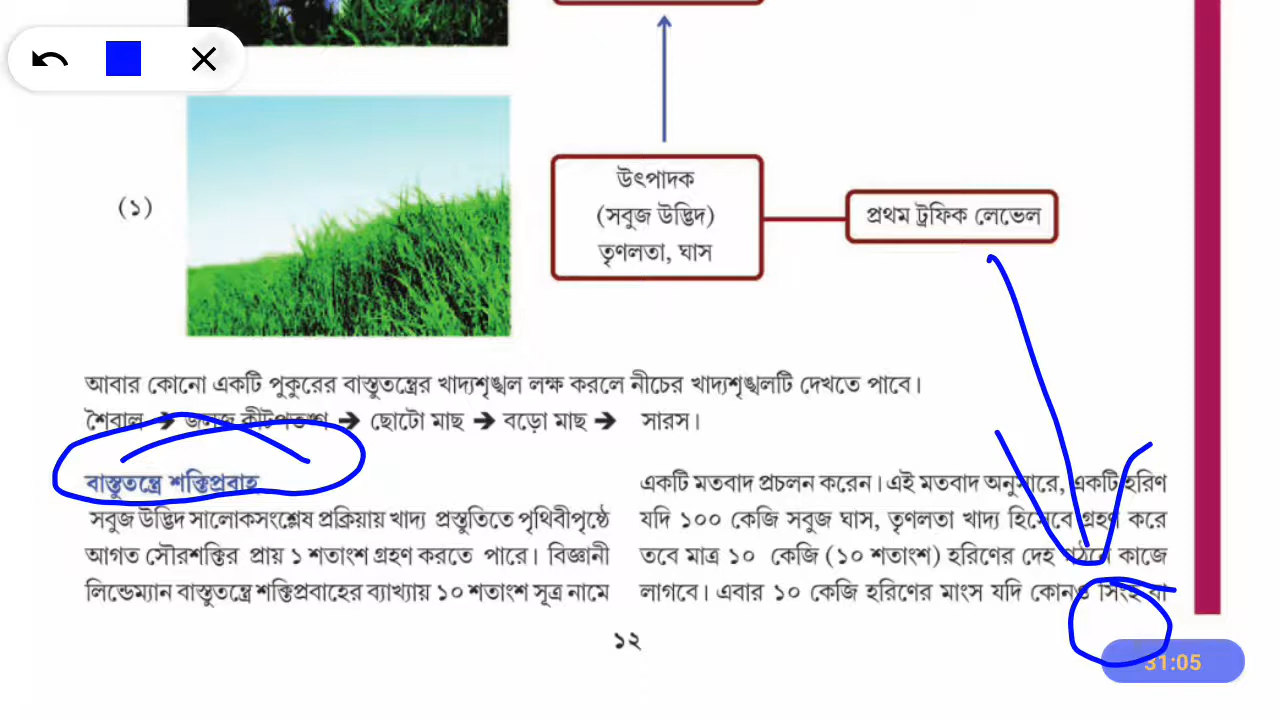 (১)
উৎপাদক
(সবুজ উদ্ভিদ)
তৃণলতা, ঘাস
প্রথম ট্রফিক লেভেল
আবার কোনো একটি পুকুরের বাস্তুতন্ত্রের খাদ্যশৃঙ্খল লক্ষ করলে নীচের খাদ্যশৃঙ্খলটি দেখতে পাবে।
শৈবাল ➔ জলজ কীটপতঙ্গ ➔ ছোটো মাছ ➔ বড়ো মাছ ➔ সারস।
বাস্তুতন্ত্রে শক্তিপ্রবাহ
সবুজ উদ্ভিদ সালোকসংশ্লেষ প্রক্রিয়ায় খাদ্য প্রস্তুতিতে পৃথিবীপৃষ্ঠে
আগত সৌরশক্তির প্রায় ১ শতাংশ গ্রহণ করতে পারে। বিজ্ঞানী
লিন্ডেম্যান বাস্তুতন্ত্রে শক্তিপ্রবাহের ব্যাখ্যায় ১০ শতাংশ সূত্র নামে
একটি মতবাদ প্রচলন করেন। এই মতবাদ অনুসারে, একটি হরিণ
যদি ১০০ কেজি সবুজ ঘাস, তৃণলতা খাদ্য হিসেবে গ্রহণ করে
তবে মাত্র ১০ কেজি (১০ শতাংশ) হরিণের দেহ গঠনে কাজে
লাগবে। এবার ১০ কেজি হরিণের মাংস যদি কোনও সিংহ বা
১২
31:05